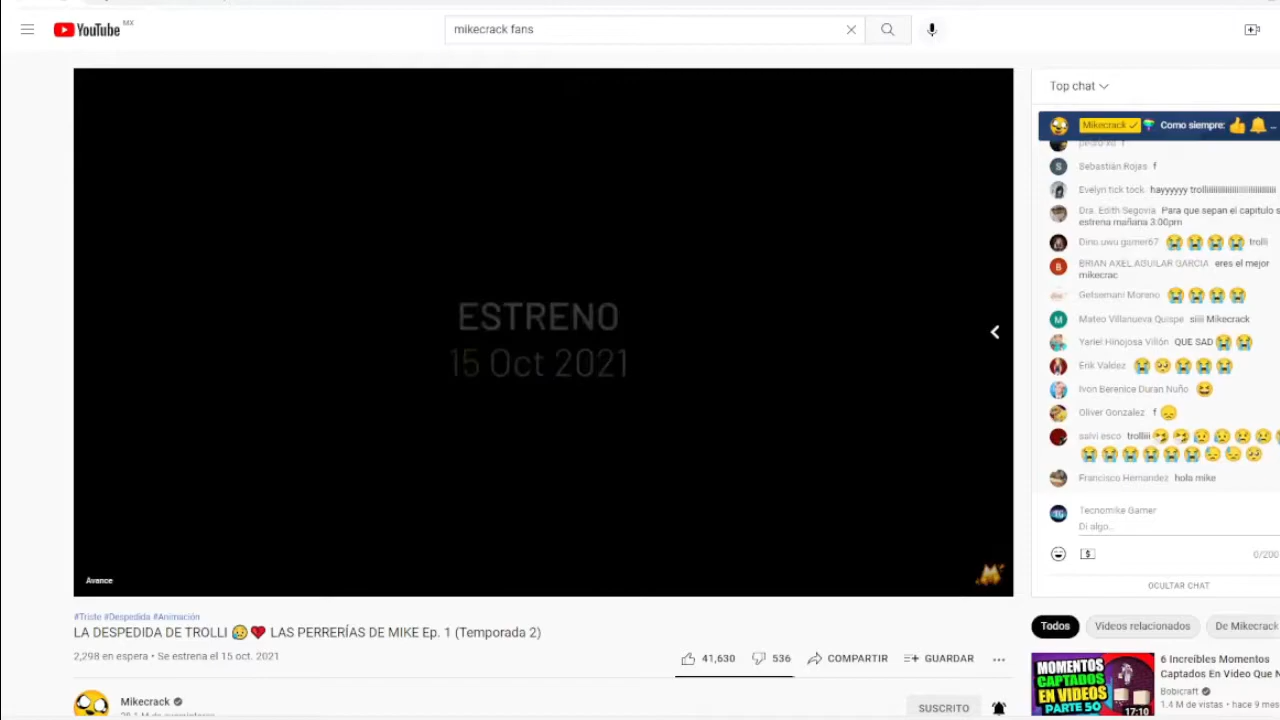 YouTube MX
mikecrack fans
ESTRENO
15 Oct 2021
Avance
#Triste #Despedida #Animación
LA DESPEDIDA DE TROLLI 😥💔 LAS PERRERÍAS DE MIKE Ep. 1 (Temporada 2)
2,298 en espera • Se estrena el 15 oct. 2021
41,630
536
COMPARTIR
GUARDAR
Mikecrack
SUSCRITO
Top chat
Mikecrack Como siempre: 👍🔔 ...
pedro xd f
Sebastián Rojas f
Evelyn tick tock hayyyyyy
Dra. Edith Segovia Para que sepan el capitulo s
estrena mañana 3:00pm
Dino uwu gamer67 😭😭😭😭 trolli
BRIAN AXEL AGUILAR GARCIA eres el mejor
mikecrac
Getsemani Moreno 😭😭😭😭
Mateo Villanueva Quispe siiii Mikecrack
Yariel Hinojosa Villón QUE SAD 😭😭
Erik Valdez 😭🥺😭😭😭
Ivon Berenice Duran Nuño 😆
Oliver Gonzalez f 😞
salvi esco trolliii
Francisco Hernandez hola mike
Tecnomike Gamer
Di algo...
0/200
OCULTAR CHAT
Todos
Videos relacionados
De Mikecrack
MOMENTOS
CAPTADOS
EN VIDEOS
PARTE 50
17:10
6 Increíbles Momentos
Captados En Video Que N
Bobicraft
1.4 M de vistas • hace 9 mes